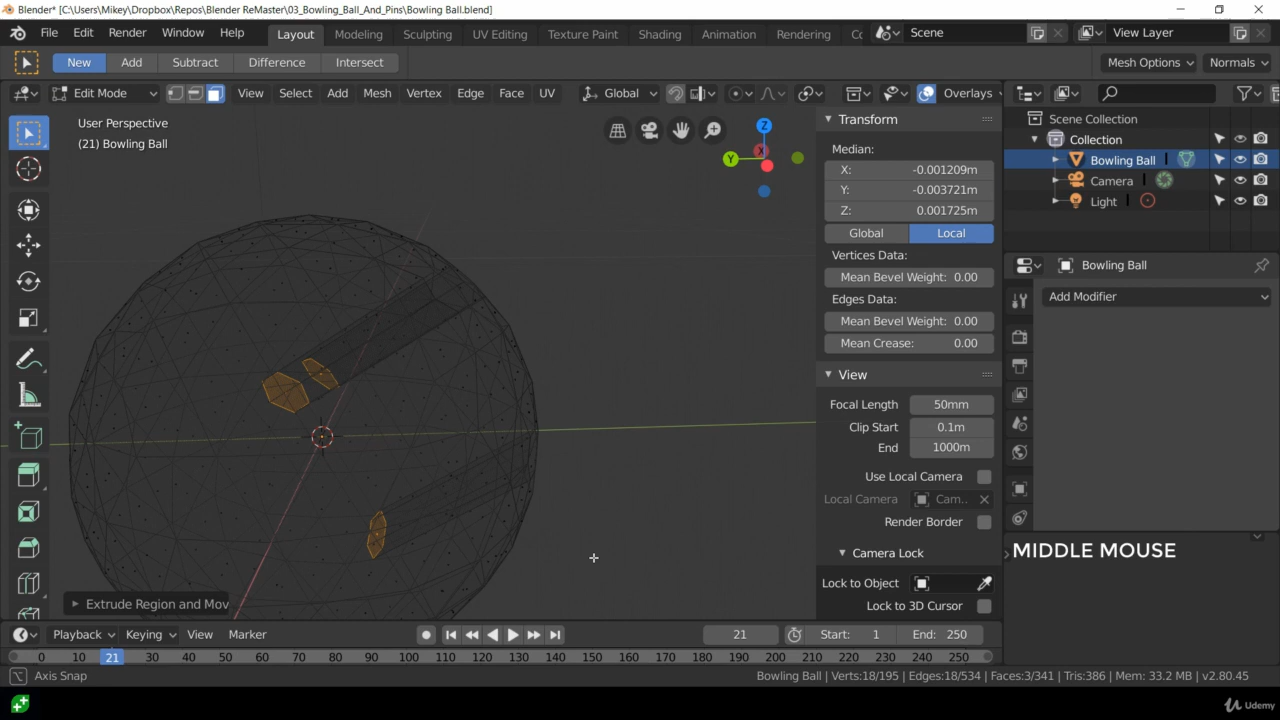 Blender* [C:\Users\Mikey\Dropbox\Repos\Blender ReMaster\03_Bowling_Ball_And_Pins\Bowling Ball.blend]
File Edit Render Window Help Layout Modeling Sculpting UV Editing Texture Paint Shading Animation Rendering Cc Scene View Layer
New Add Subtract Difference Intersect Mesh Options Normals
Edit Mode View Select Add Mesh Vertex Edge Face UV Global Overlays
User Perspective
(21) Bowling Ball
Z
Y
X
Transform
Median:
X: -0.001209m
Y: -0.003721m
Z: 0.001725m
Global Local
Vertices Data:
Mean Bevel Weight: 0.00
Edges Data:
Mean Bevel Weight: 0.00
Mean Crease: 0.00
View
Focal Length 50mm
Clip Start 0.1m
End 1000m
Use Local Camera
Local Camera Cam..
Render Border
Camera Lock
Lock to Object
Lock to 3D Cursor
Scene Collection
Collection
Bowling Ball
Camera
Light
Bowling Ball
Add Modifier
MIDDLE MOUSE
Extrude Region and Mov
Playback Keying View Marker 21 Start: 1 End: 250
0 10 21 30 40 50 60 70 80 90 100 110 120 130 140 150 160 170 180 190 200 210 220 230 240 250
Axis Snap Bowling Ball | Verts:18/195 | Edges:18/534 | Faces:3/341 | Tris:386 | Mem: 33.2 MB | v2.80.45
Udemy